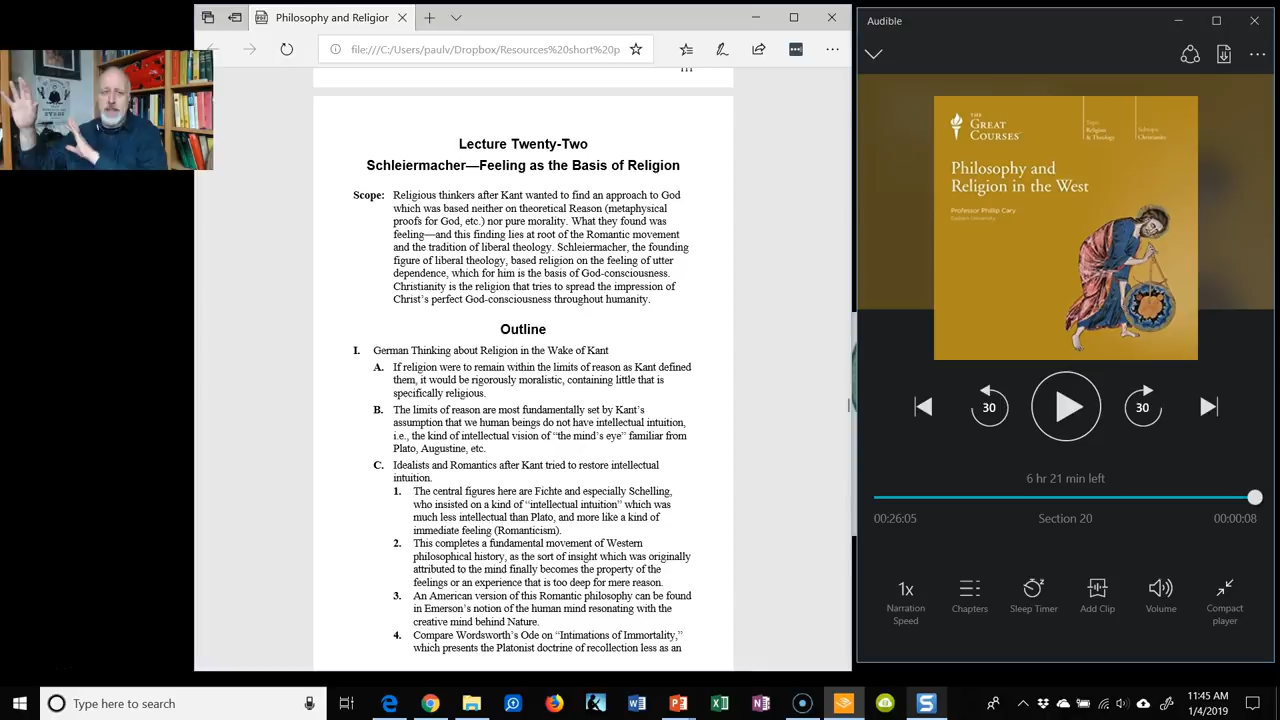 Philosophy and Religior
file:///C:/Users/paulv/Dropbox/Resources%20short%20p
Lecture Twenty-Two
Schleiermacher—Feeling as the Basis of Religion
Scope: Religious thinkers after Kant wanted to find an approach to God
which was based neither on theoretical Reason (metaphysical
proofs for God, etc.) nor pure morality. What they found was
feeling—and this finding lies at root of the Romantic movement
and the tradition of liberal theology. Schleiermacher, the founding
figure of liberal theology, based religion on the feeling of utter
dependence, which for him is the basis of God-consciousness.
Christianity is the religion that tries to spread the impression of
Christ's perfect God-consciousness throughout humanity.
Outline
I. German Thinking about Religion in the Wake of Kant
A. If religion were to remain within the limits of reason as Kant defined
them, it would be rigorously moralistic, containing little that is
specifically religious.
B. The limits of reason are most fundamentally set by Kant's
assumption that we human beings do not have intellectual intuition,
i.e., the kind of intellectual vision of "the mind's eye" familiar from
Plato, Augustine, etc.
C. Idealists and Romantics after Kant tried to restore intellectual
intuition.
1. The central figures here are Fichte and especially Schelling,
who insisted on a kind of "intellectual intuition" which was
much less intellectual than Plato, and more like a kind of
immediate feeling (Romanticism).
2. This completes a fundamental movement of Western
philosophical history, as the sort of insight which was originally
attributed to the mind finally becomes the property of the
feelings or an experience that is too deep for mere reason.
3. An American version of this Romantic philosophy can be found
in Emerson's notion of the human mind resonating with the
creative mind behind Nature.
4. Compare Wordsworth's Ode on "Intimations of Immortality,"
which presents the Platonist doctrine of recollection less as an
Audible
THE
GREAT
COURSES
Topic
Religion
& Theology
Subtopic
Christianity
Philosophy and
Religion in the West
Professor Phillip Cary
Eastern University
30
30
6 hr 21 min left
00:26:05
Section 20
00:00:08
1x
Narration
Speed
Chapters
Sleep Timer
Add Clip
Volume
Compact
player
Type here to search
11:45 AM
1/4/2019